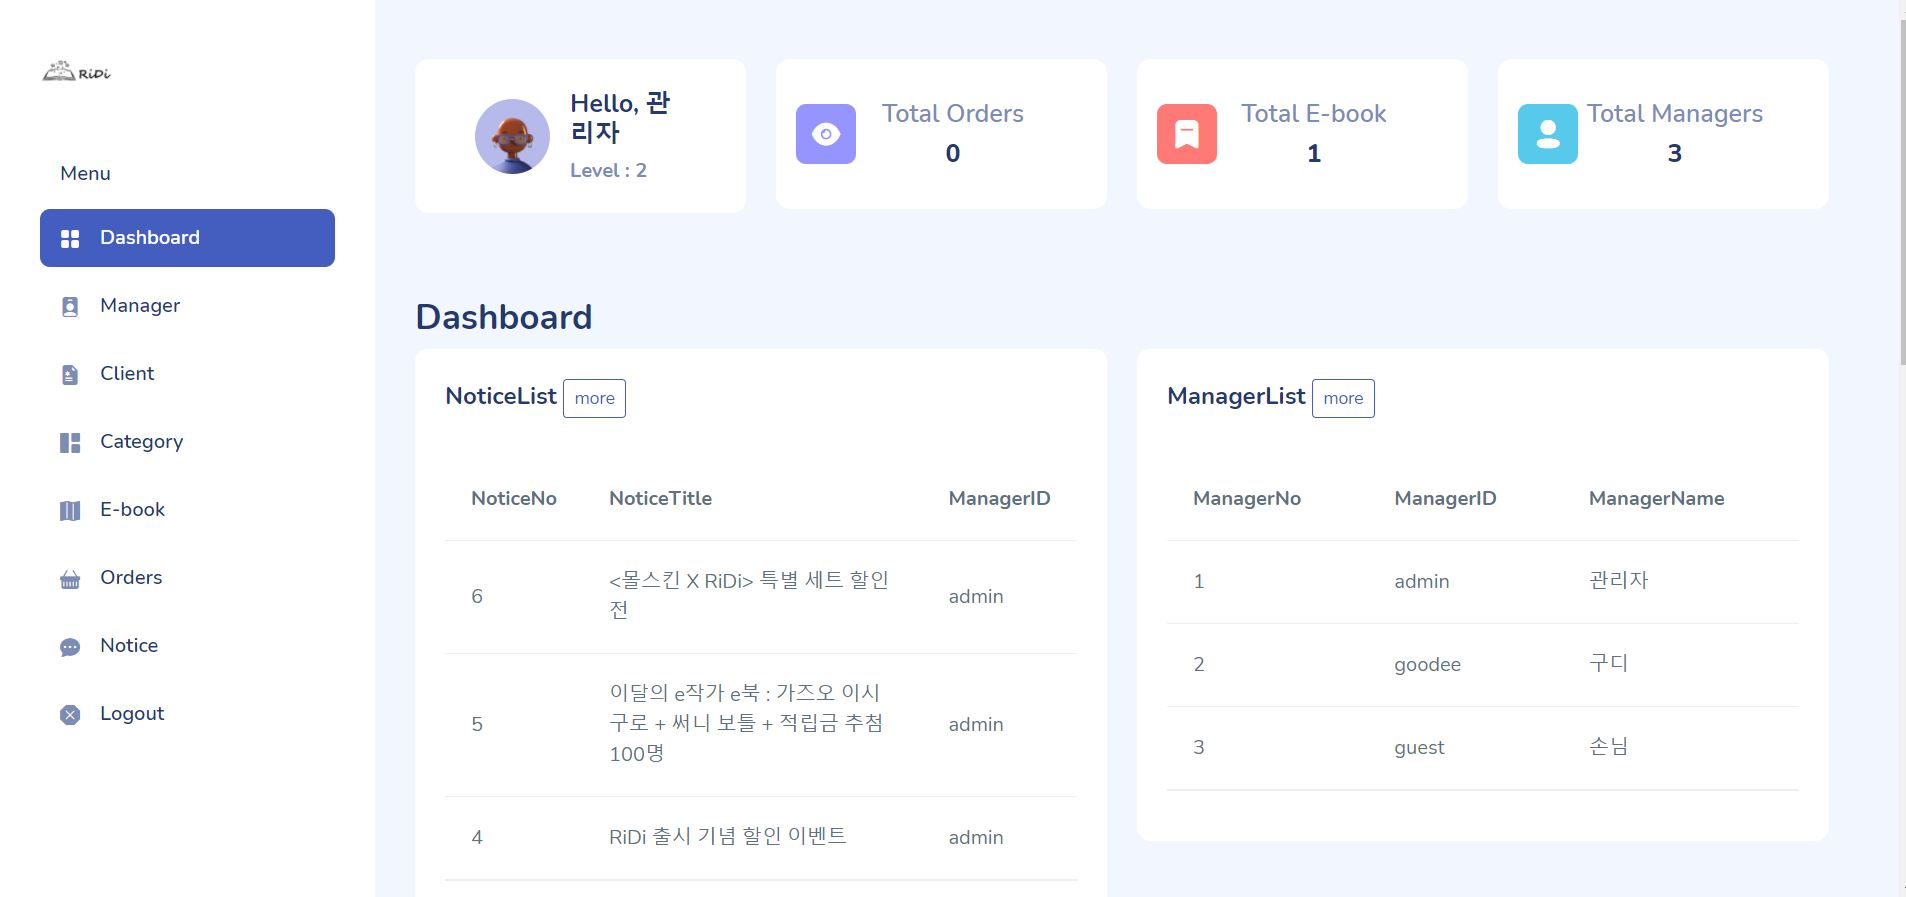 RiDi
Menu
Dashboard
Manager
Client
Category
E-book
Orders
Notice
Logout
Hello, 관
리자
Level : 2
Total Orders
0
Total E-book
1
Total Managers
3
Dashboard
NoticeList more
NoticeNo NoticeTitle ManagerID
6 <몰스킨 X RiDi> 특별 세트 할인 admin
전
이달의 e작가 e북 : 가즈오 이시
5 구로 + 써니 보틀 + 적립금 추첨 admin
100명
4 RiDi 출시 기념 할인 이벤트 admin
ManagerList more
ManagerNo ManagerID ManagerName
1 admin 관리자
2 goodee 구디
3 guest 손님